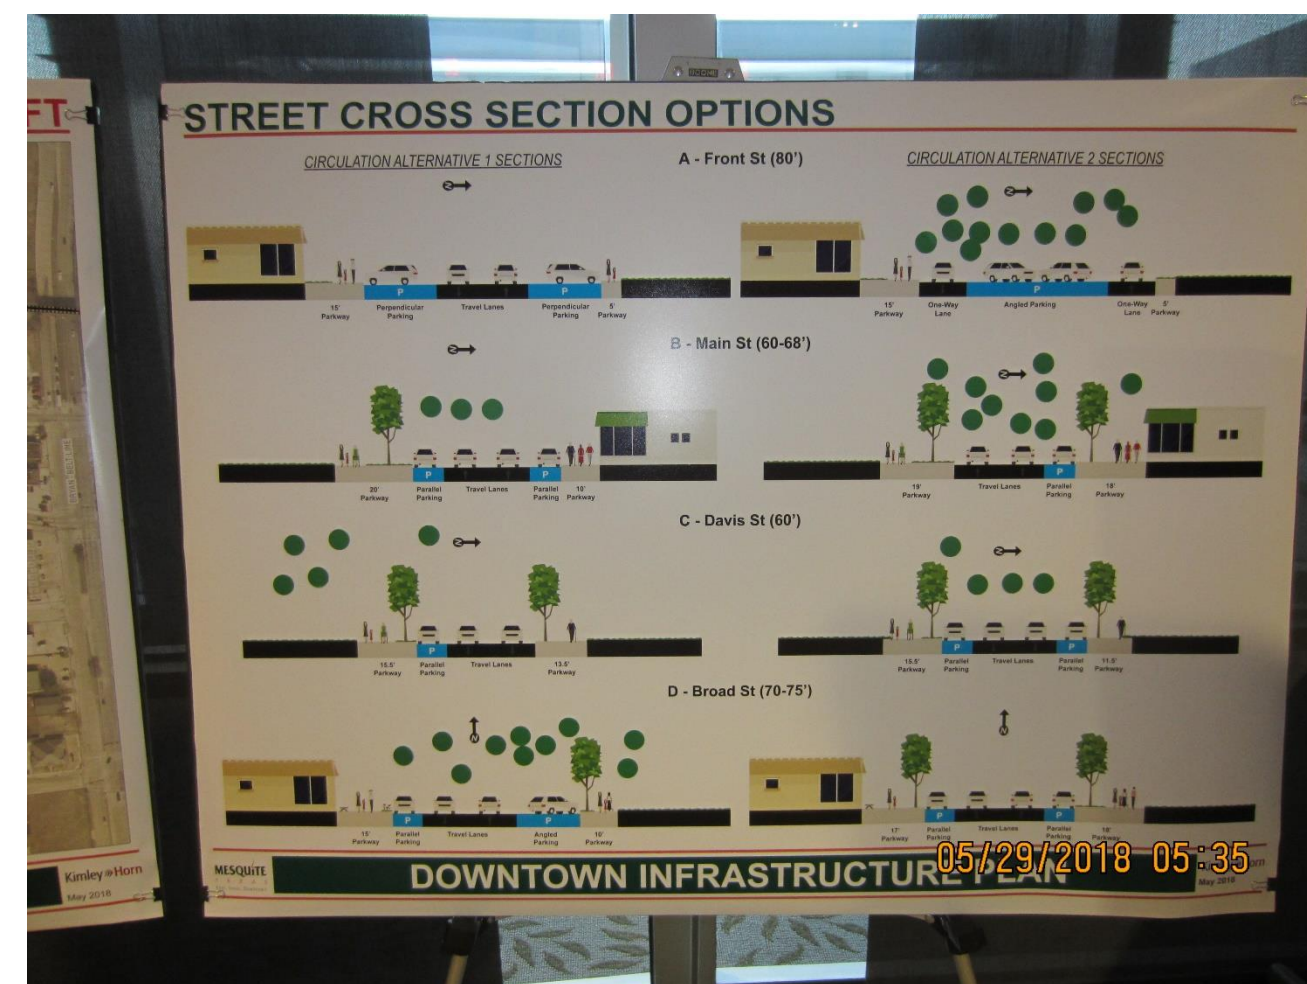 FT
STREET CROSS SECTION OPTIONS
CIRCULATION ALTERNATIVE 1 SECTIONS
A - Front St (80')
CIRCULATION ALTERNATIVE 2 SECTIONS
N
N
P
P
P
15' Parkway
Perpendicular Parking
Travel Lanes
Perpendicular Parking
5' Parkway
15' Parkway
One-Way Lane
Angled Parking
One-Way Lane
5' Parkway
B - Main St (60-68')
N
N
P
P
P
20' Parkway
Parallel Parking
Travel Lanes
Parallel Parking
10' Parkway
Travel Lanes
Parallel Parking
18' Parkway
C - Davis St (60')
N
N
P
P
P
15.5' Parkway
Parallel Parking
Travel Lanes
13.5' Parkway
15.5' Parkway
Parallel Parking
Travel Lanes
Parallel Parking
11.5' Parkway
D - Broad St (70-75')
N
N
P
P
P
P
15' Parkway
Parallel Parking
Travel Lanes
Angled Parking
16' Parkway
17' Parkway
Parallel Parking
Travel Lanes
Parallel Parking
Parkway
Kimley»Horn
May 2018
MESQUITE
TEXAS
DOWNTOWN INFRASTRUCTURE PLAN
May 2018
05/29/2018 05:35